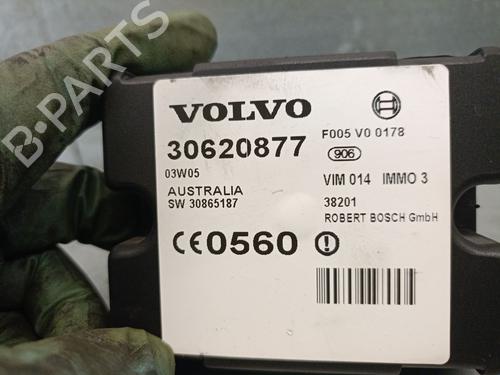 B-PARTS
VOLVO
30620877
03W05
AUSTRALIA
SW 30865187
CE0560
F005 V0 0178
906
VIM 014 IMMO 3
38201
ROBERT BOSCH GmbH